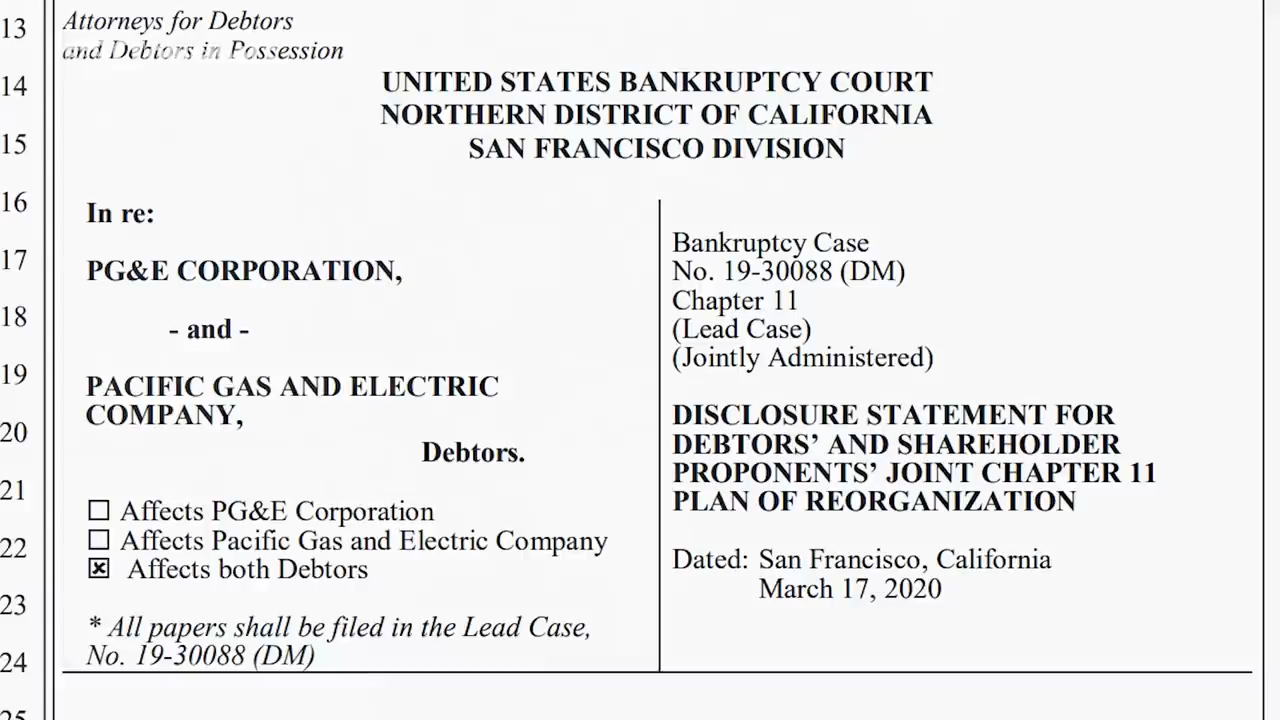 13
Attorneys for Debtors
and Debtors in Possession
14
UNITED STATES BANKRUPTCY COURT
NORTHERN DISTRICT OF CALIFORNIA
15
SAN FRANCISCO DIVISION
16
In re:
17
PG&E CORPORATION,
18
- and -
19
PACIFIC GAS AND ELECTRIC
COMPANY,
20
Debtors.
21
☐ Affects PG&E Corporation
22
☐ Affects Pacific Gas and Electric Company
☒ Affects both Debtors
23
* All papers shall be filed in the Lead Case,
24
No. 19-30088 (DM)
Bankruptcy Case
No. 19-30088 (DM)
Chapter 11
(Lead Case)
(Jointly Administered)
DISCLOSURE STATEMENT FOR
DEBTORS’ AND SHAREHOLDER
PROPONENTS’ JOINT CHAPTER 11
PLAN OF REORGANIZATION
Dated: San Francisco, California
March 17, 2020
25